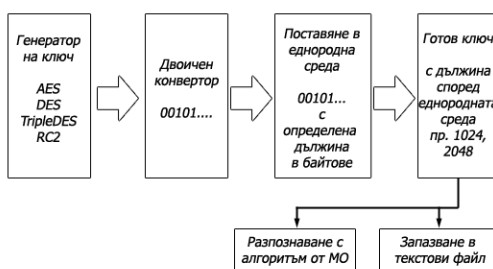 Генератор
на ключ
AES
DES
TripleDES
RC2
Двоичен
конвертор
00101....
Поставяне в
еднородна
среда
00101...
с
определена
дължина
в байтове
Готов ключ
с дължина
според
еднородната
среда
пр. 1024,
2048
Разпознаване с
алгоритъм от МО
Запазване в
текстови файл